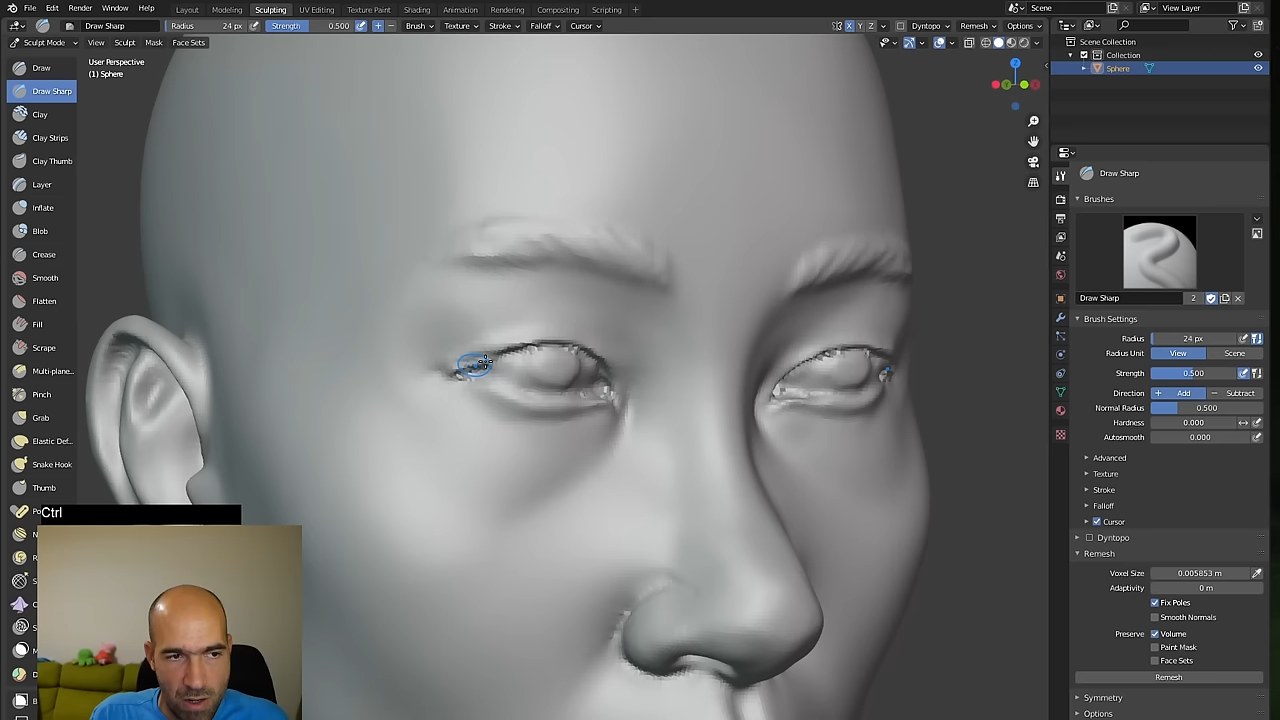 File Edit Render Window Help Layout Modeling Sculpting UV Editing Texture Paint Shading Animation Rendering Compositing Scripting + Scene View Layer
Draw Sharp Radius 24 px Strength 0.500 + − Brush Texture Stroke Falloff Cursor X Y Z Dyntopo Remesh Options
Sculpt Mode View Sculpt Mask Face Sets
User Perspective
(1) Sphere
Draw
Draw Sharp
Clay
Clay Strips
Clay Thumb
Layer
Inflate
Blob
Crease
Smooth
Flatten
Fill
Scrape
Multi-plane..
Pinch
Grab
Elastic Def..
Snake Hook
Thumb
Ctrl
Z
Scene Collection
Collection
Sphere
Draw Sharp
Brushes
Draw Sharp 2
Brush Settings
Radius 24 px
Radius Unit View Scene
Strength 0.500
Direction + Add − Subtract
Normal Radius 0.500
Hardness 0.000
Autosmooth 0.000
Advanced
Texture
Stroke
Falloff
Cursor
Dyntopo
Remesh
Voxel Size 0.005853 m
Adaptivity 0 m
Fix Poles
Smooth Normals
Preserve Volume
Paint Mask
Face Sets
Remesh
Symmetry
Options